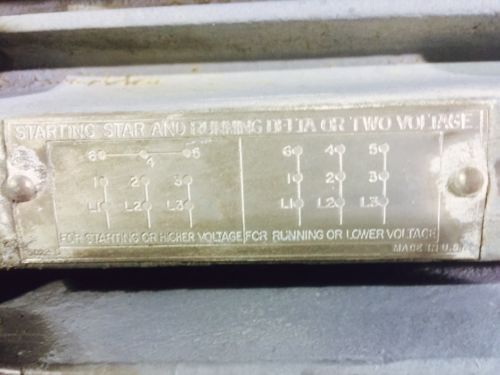 STARTING STAR AND RUNNING DELTA OR TWO VOLTAGE
6 4 5
1 2 3
L1 L2 L3
FOR STARTING OR HIGHER VOLTAGE
6 4 5
1 2 3
L1 L2 L3
FOR RUNNING OR LOWER VOLTAGE
MADE IN U.S.A.